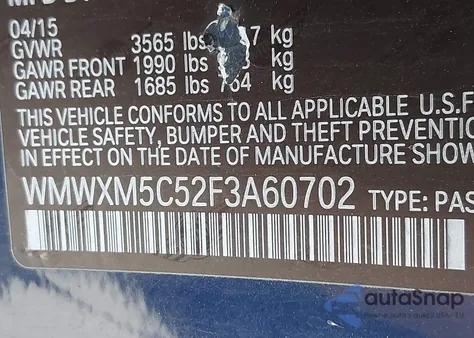 04/15
GVWR 3565 lbs kg
GAWR FRONT 1990 lbs kg
GAWR REAR 1685 lbs 764 kg
THIS VEHICLE CONFORMS TO ALL APPLICABLE U.S.F
VEHICLE SAFETY, BUMPER AND THEFT PREVENTIO
IN EFFECT ON THE DATE OF MANUFACTURE SHOW
WMWXM5C52F3A60702 TYPE: PAS
autoSnap